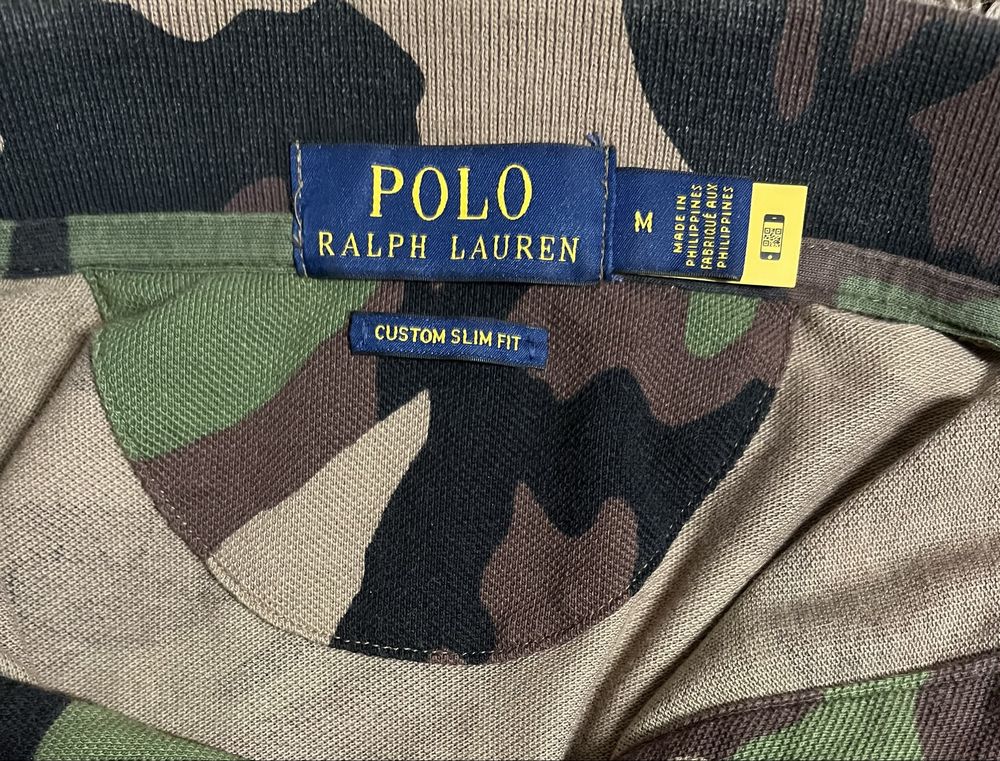 POLO
RALPH LAUREN
M
MADE IN
PHILIPPINES
FABRIQUÉ AUX
PHILIPPINES
CUSTOM SLIM FIT